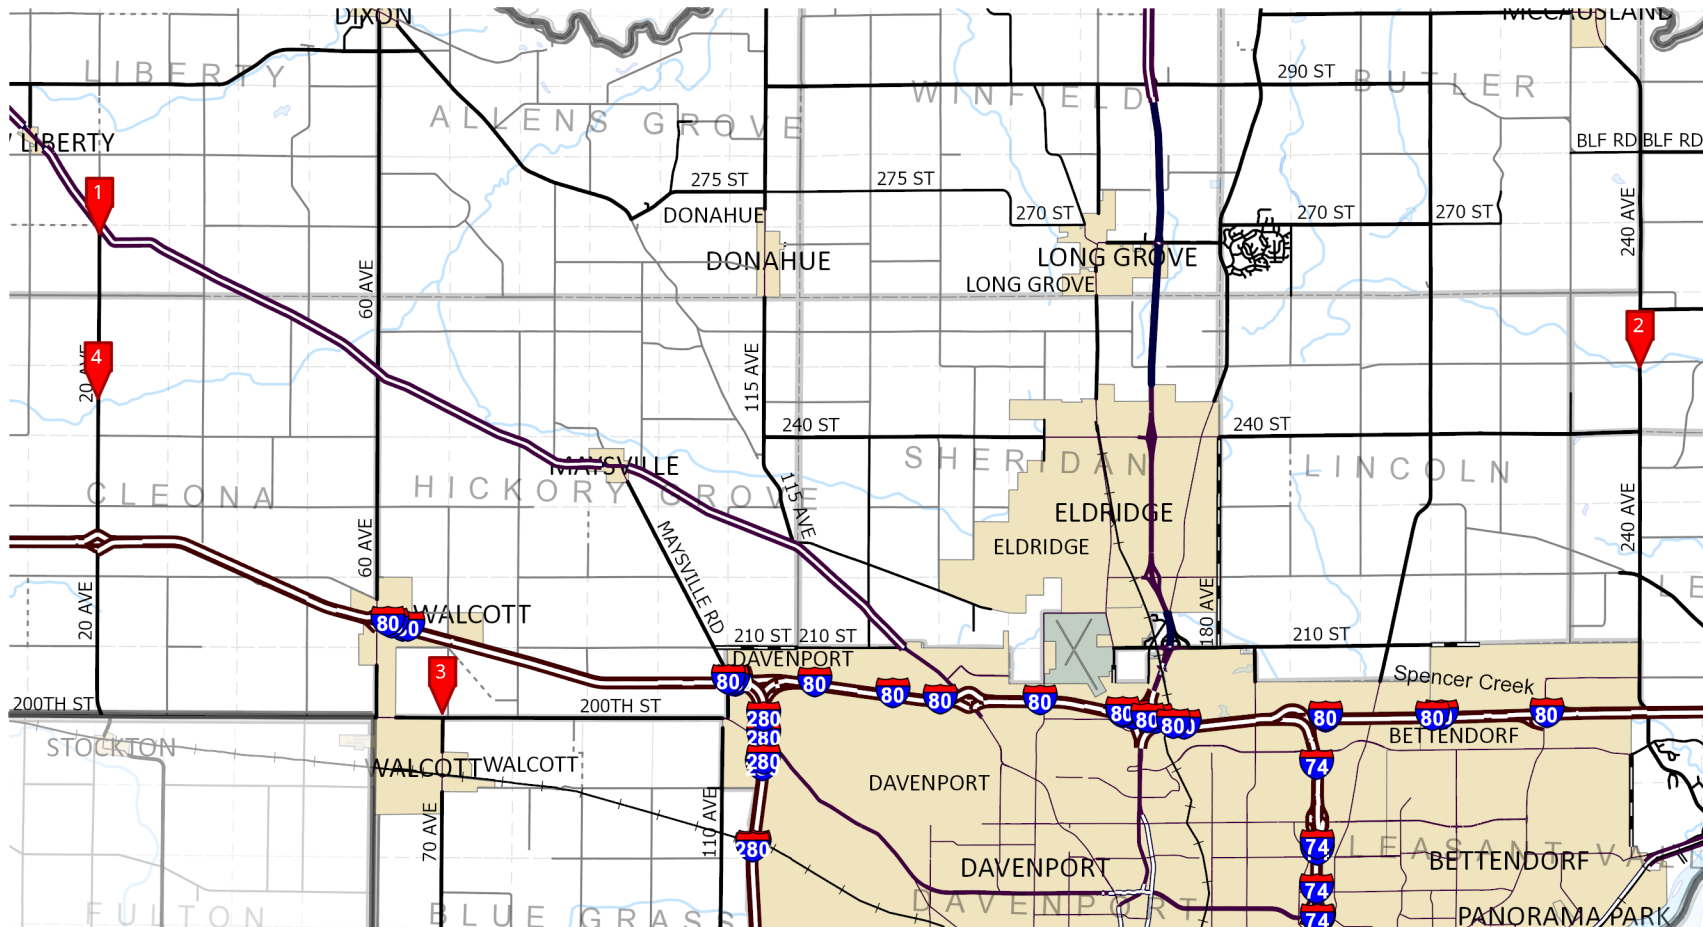 DIXON
MCCAUSLAND
LIBERTY
290 ST
BUTLER
WINFIELD
ALLENS GROVE
LIBERTY
BLF RD
BLF RD
1
275 ST
275 ST
DONAHUE
270 ST
270 ST
270 ST
240 AVE
DONAHUE
LONG GROVE
LONG GROVE
60 AVE
2
4
20 AVE
115 AVE
240 ST
240 ST
MAYSVILLE
SHERIDAN
LINCOLN
CLEONA
HICKORY GROVE
115 AVE
ELDRIDGE
240 AVE
ELDRIDGE
60 AVE
MAYSVILLE RD
20 AVE
180 AVE
WALCOTT
80
210 ST
210 ST
210 ST
DAVENPORT
3
Spencer Creek
80
80
80
80
80
80
80
80
80
80
80
200TH ST
200TH ST
280
280
280
BETTENDORF
STOCKTON
WALCOTT
WALCOTT
74
DAVENPORT
70 AVE
110 AVE
280
74
PLEASANT VALL
DAVENPORT
BETTENDORF
74
FULTON
BLUE GRASS
DAVENPORT
74
PANORAMA PARK